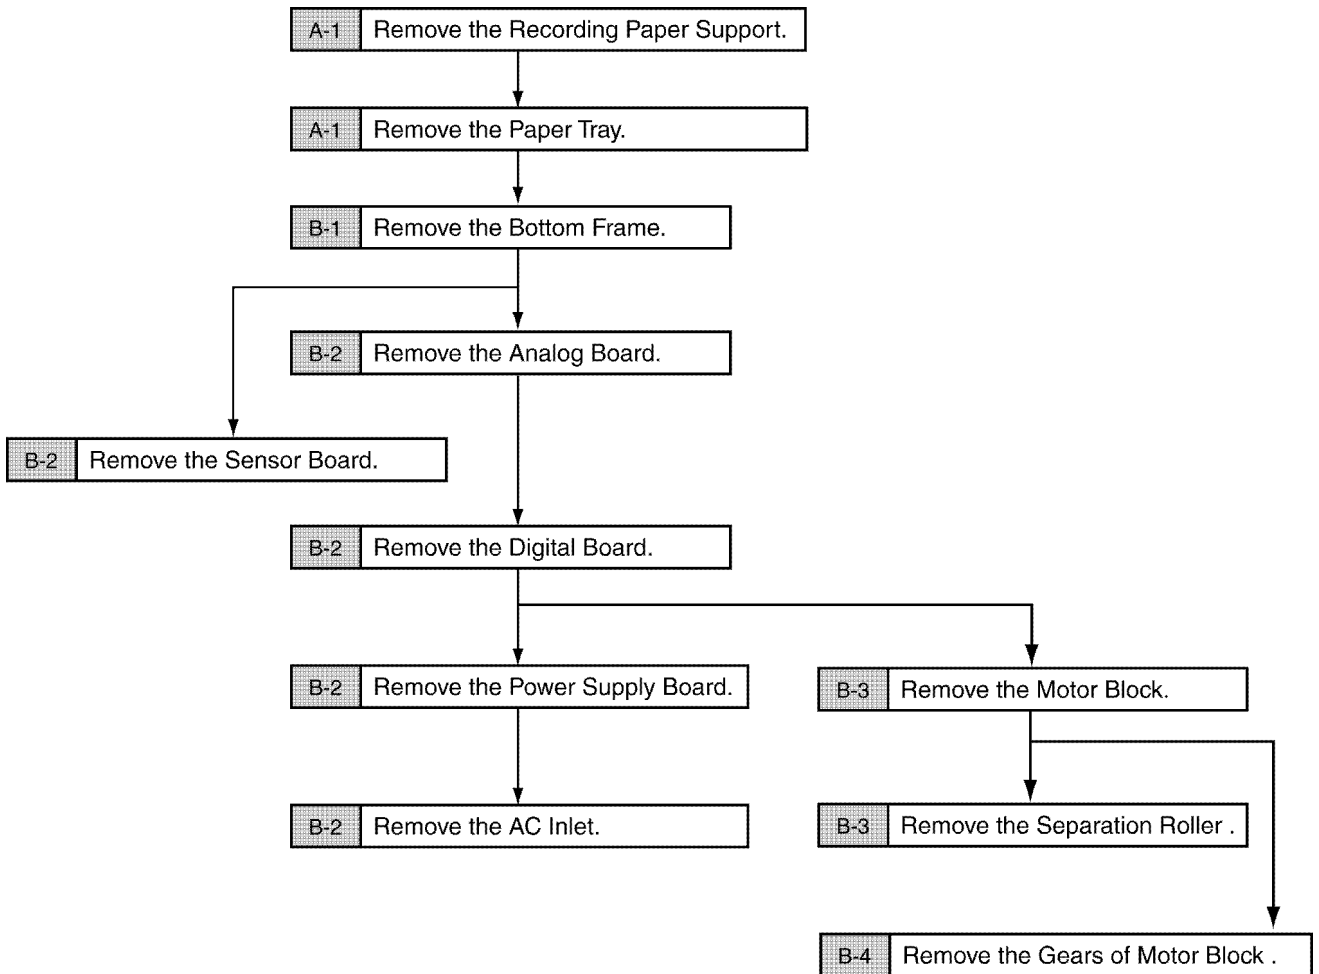 A-1 Remove the Recording Paper Support.
A-1 Remove the Paper Tray.
B-1 Remove the Bottom Frame.
B-2 Remove the Analog Board.
B-2 Remove the Sensor Board.
B-2 Remove the Digital Board.
B-2 Remove the Power Supply Board.
B-3 Remove the Motor Block.
B-2 Remove the AC Inlet.
B-3 Remove the Separation Roller .
B-4 Remove the Gears of Motor Block .